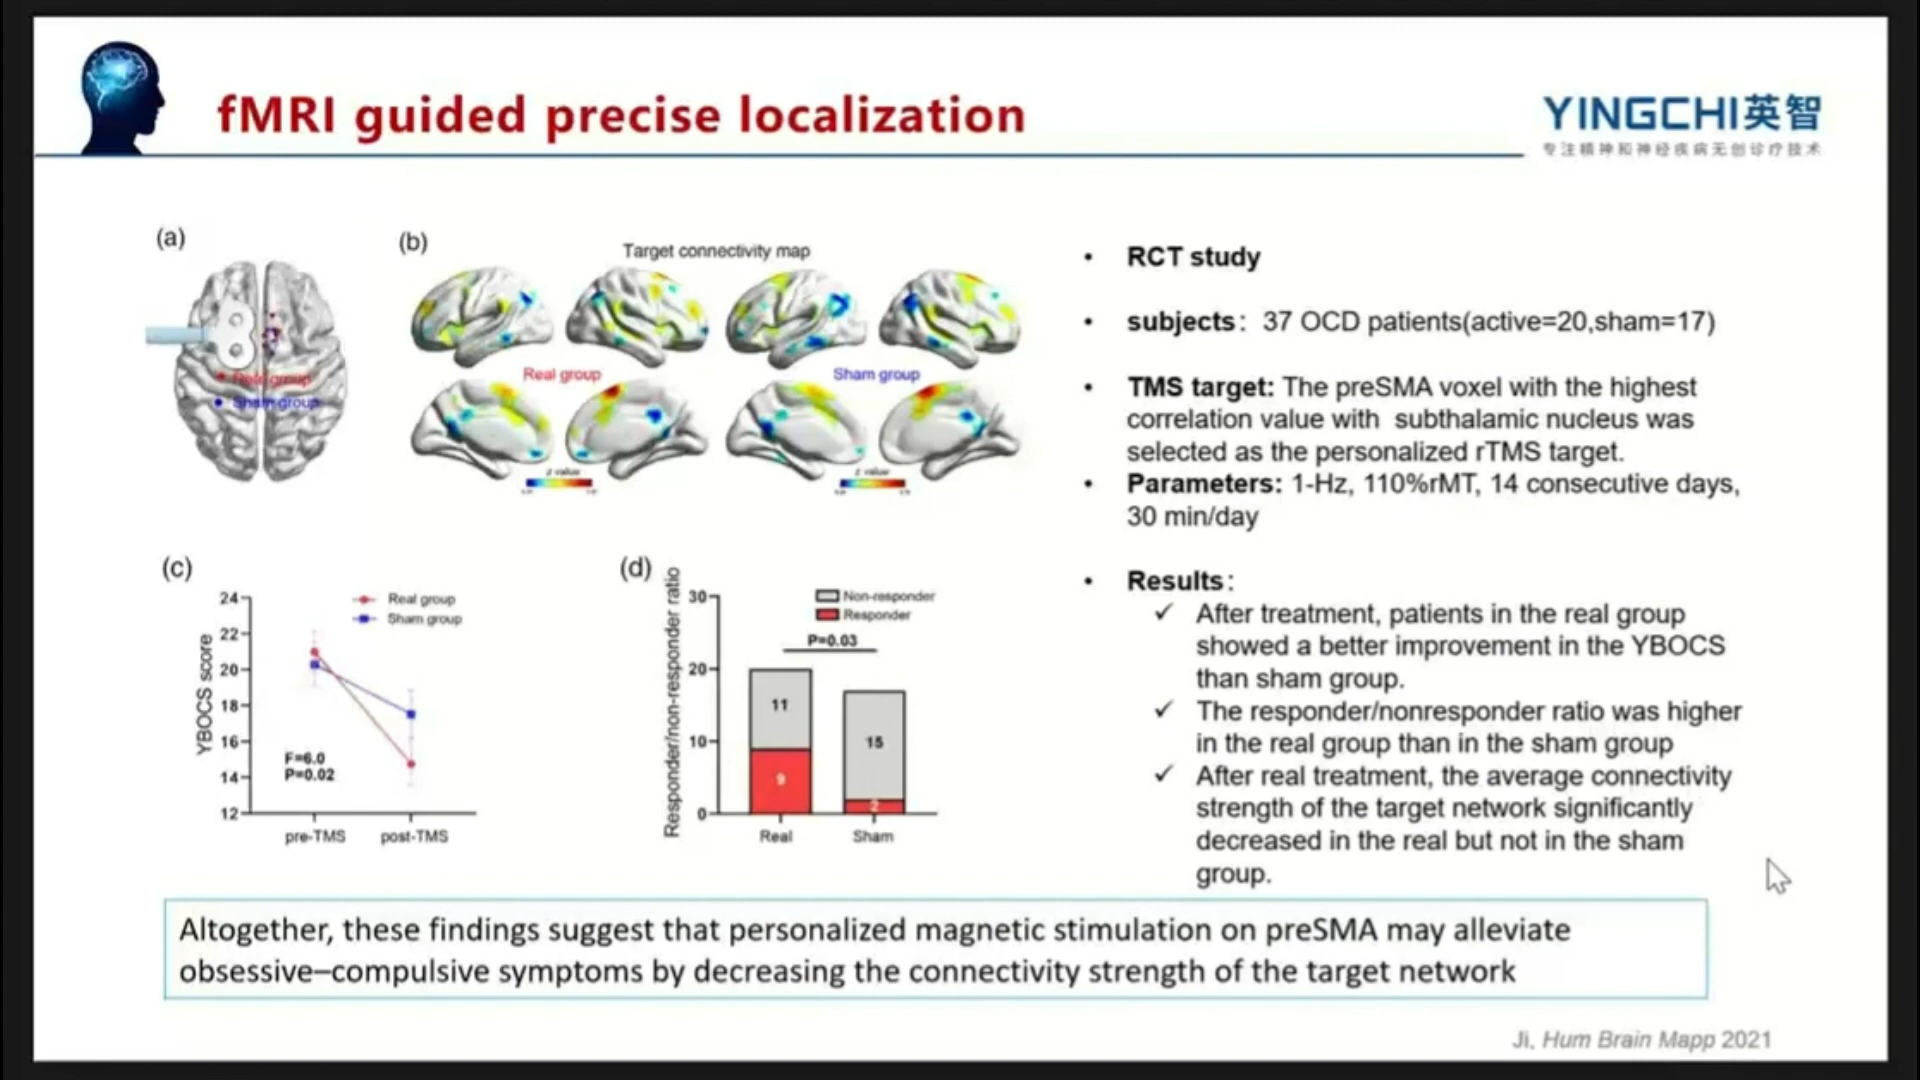 fMRI guided precise localization
YINGCHI英智
专注精神和神经疾病无创诊疗技术
(a)
Real group
Sham group
(b)
Target connectivity map
Real group
Sham group
z value
z value
(c)
YBOCS score
24
22
20
18
16
14
12
Real group
Sham group
F=6.0
P=0.02
pre-TMS
post-TMS
(d)
Responder/non-responder ratio
30
20
10
0
Non-responder
Responder
P=0.03
11
9
15
2
Real
Sham
• RCT study
• subjects： 37 OCD patients(active=20,sham=17)
• TMS target: The preSMA voxel with the highest
correlation value with subthalamic nucleus was
selected as the personalized rTMS target.
• Parameters: 1-Hz, 110%rMT, 14 consecutive days,
30 min/day
• Results：
✓ After treatment, patients in the real group
showed a better improvement in the YBOCS
than sham group.
✓ The responder/nonresponder ratio was higher
in the real group than in the sham group
✓ After real treatment, the average connectivity
strength of the target network significantly
decreased in the real but not in the sham
group.
Altogether, these findings suggest that personalized magnetic stimulation on preSMA may alleviate
obsessive–compulsive symptoms by decreasing the connectivity strength of the target network
Ji, Hum Brain Mapp 2021